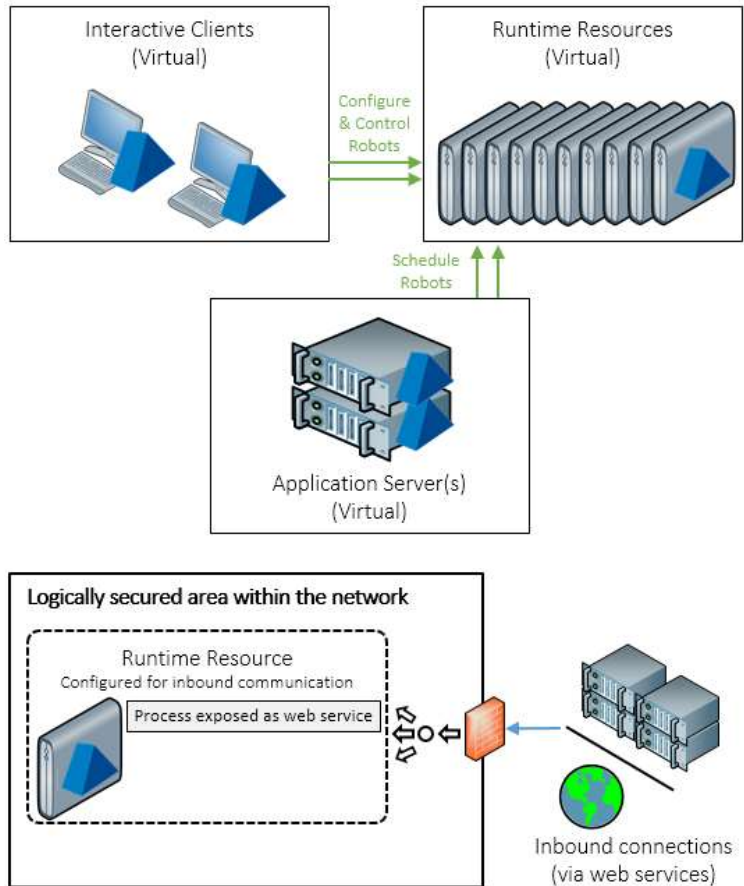 Interactive Clients
(Virtual)
Runtime Resources
(Virtual)
Configure
& Control
Robots
Schedule
Robots
Application Server(s)
(Virtual)
Logically secured area within the network
Runtime Resource
Configured for inbound communication
Process exposed as web service
Inbound connections
(via web services)